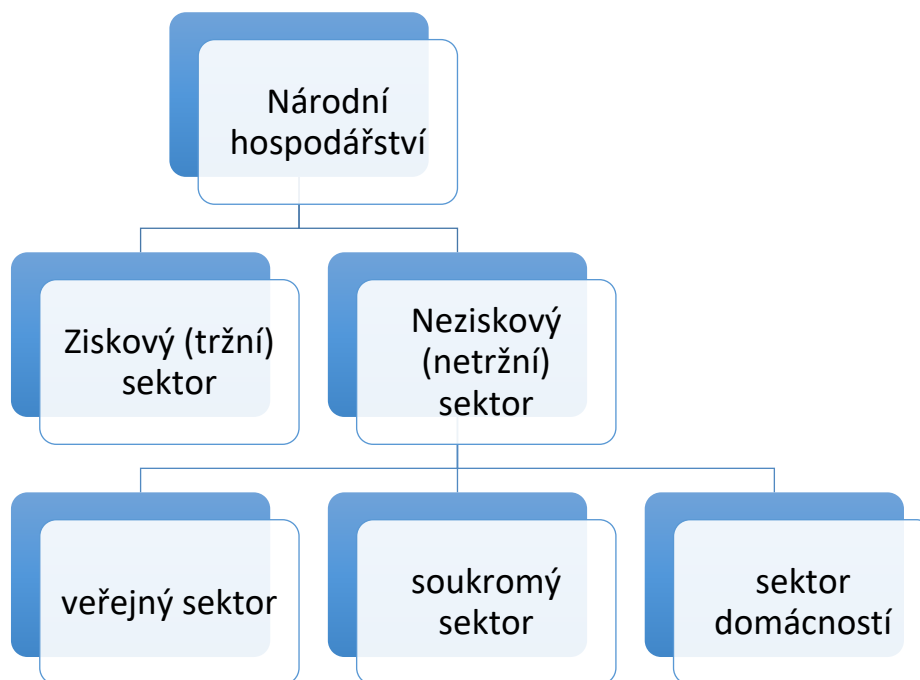 Národní
hospodářství
Ziskový (tržní)
sektor
Neziskový
(netržní)
sektor
veřejný sektor
soukromý
sektor
sektor
domácností